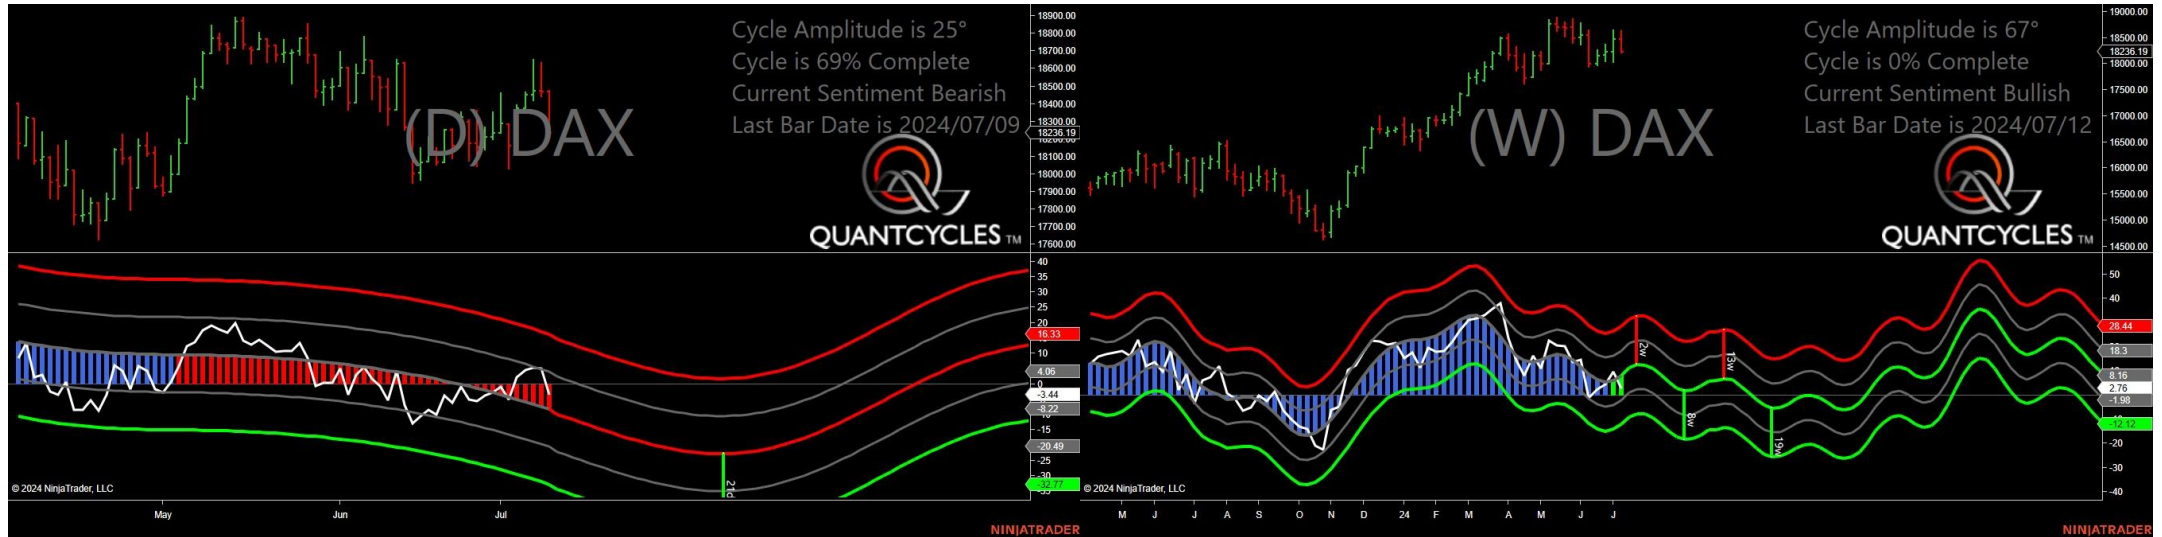 Cycle Amplitude is 25°
Cycle is 69% Complete
Current Sentiment Bearish
Last Bar Date is 2024/07/09
(D) DAX
QUANTCYCLES TM
18900.00
18800.00
18700.00
18600.00
18500.00
18400.00
18300.00
18236.19
18100.00
18000.00
17900.00
17800.00
17700.00
17600.00
40
35
30
25
20
16.33
10
4.06
0
-3.44
-8.22
-15
-20.49
-25
-32.77
21d
© 2024 NinjaTrader, LLC
May
Jun
Jul
NINJATRADER
Cycle Amplitude is 67°
Cycle is 0% Complete
Current Sentiment Bullish
Last Bar Date is 2024/07/12
(W) DAX
QUANTCYCLES TM
19000.00
18500.00
18236.19
18000.00
17500.00
17000.00
16500.00
16000.00
15500.00
15000.00
14500.00
50
40
28.44
18.3
8.16
2.76
-1.98
-12.12
-20
-30
-40
2w
8w
13w
19w
© 2024 NinjaTrader, LLC
M
J
J
A
S
O
N
D
24
F
M
A
M
J
J
NINJATRADER